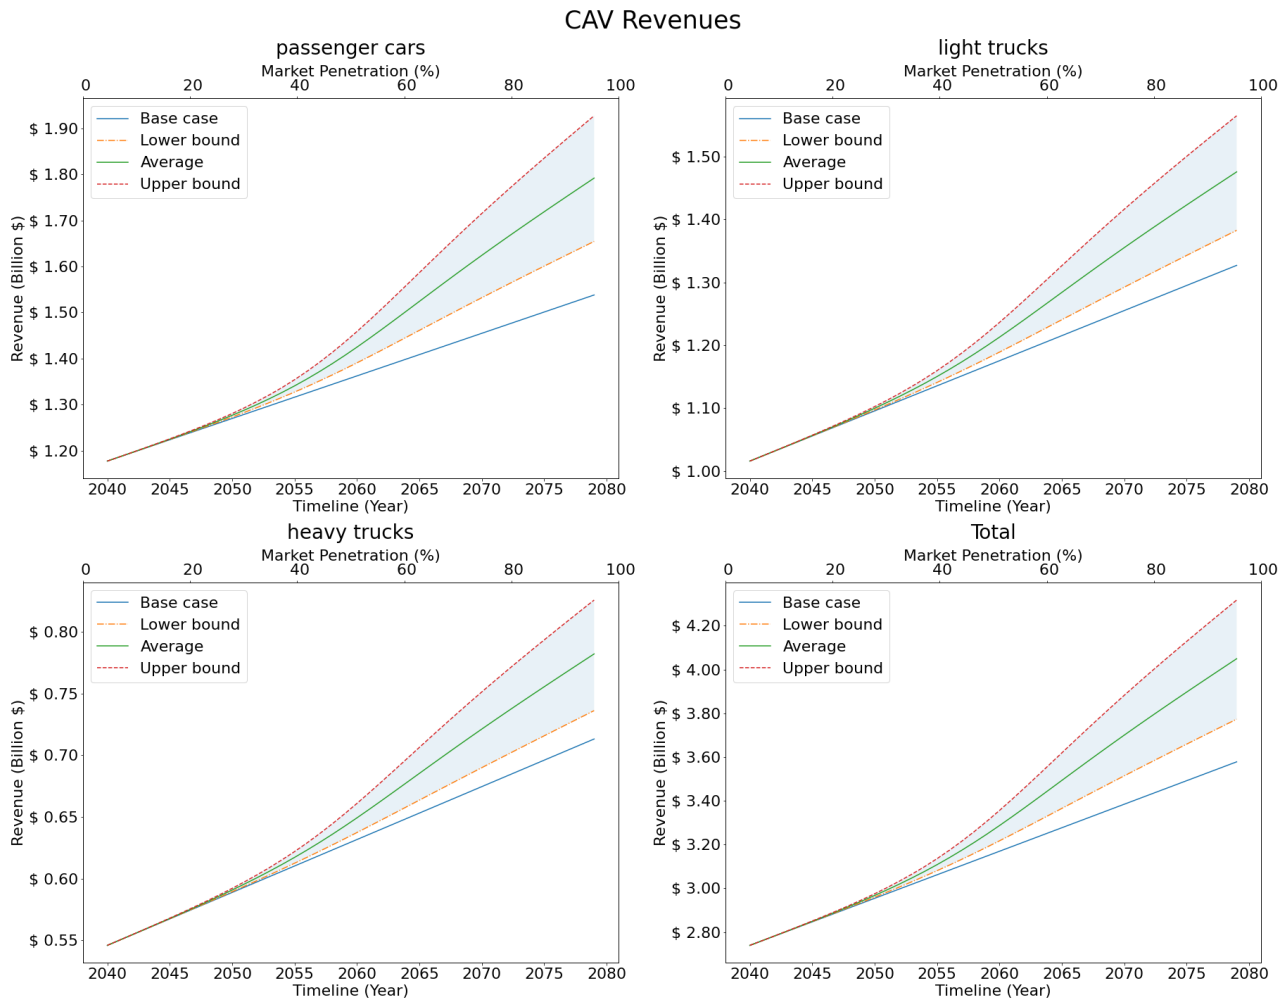 CAV Revenues
passenger cars
Market Penetration (%)
0 20 40 60 80 100
Base case
Lower bound
Average
Upper bound
$ 1.90
$ 1.80
$ 1.70
$ 1.60
$ 1.50
$ 1.40
$ 1.30
$ 1.20
Revenue (Billion $)
2040 2045 2050 2055 2060 2065 2070 2075 2080
Timeline (Year)
light trucks
Market Penetration (%)
0 20 40 60 80 100
Base case
Lower bound
Average
Upper bound
$ 1.50
$ 1.40
$ 1.30
$ 1.20
$ 1.10
$ 1.00
Revenue (Billion $)
2040 2045 2050 2055 2060 2065 2070 2075 2080
Timeline (Year)
heavy trucks
Market Penetration (%)
0 20 40 60 80 100
Base case
Lower bound
Average
Upper bound
$ 0.80
$ 0.75
$ 0.70
$ 0.65
$ 0.60
$ 0.55
Revenue (Billion $)
2040 2045 2050 2055 2060 2065 2070 2075 2080
Timeline (Year)
Total
Market Penetration (%)
0 20 40 60 80 100
Base case
Lower bound
Average
Upper bound
$ 4.20
$ 4.00
$ 3.80
$ 3.60
$ 3.40
$ 3.20
$ 3.00
$ 2.80
Revenue (Billion $)
2040 2045 2050 2055 2060 2065 2070 2075 2080
Timeline (Year)